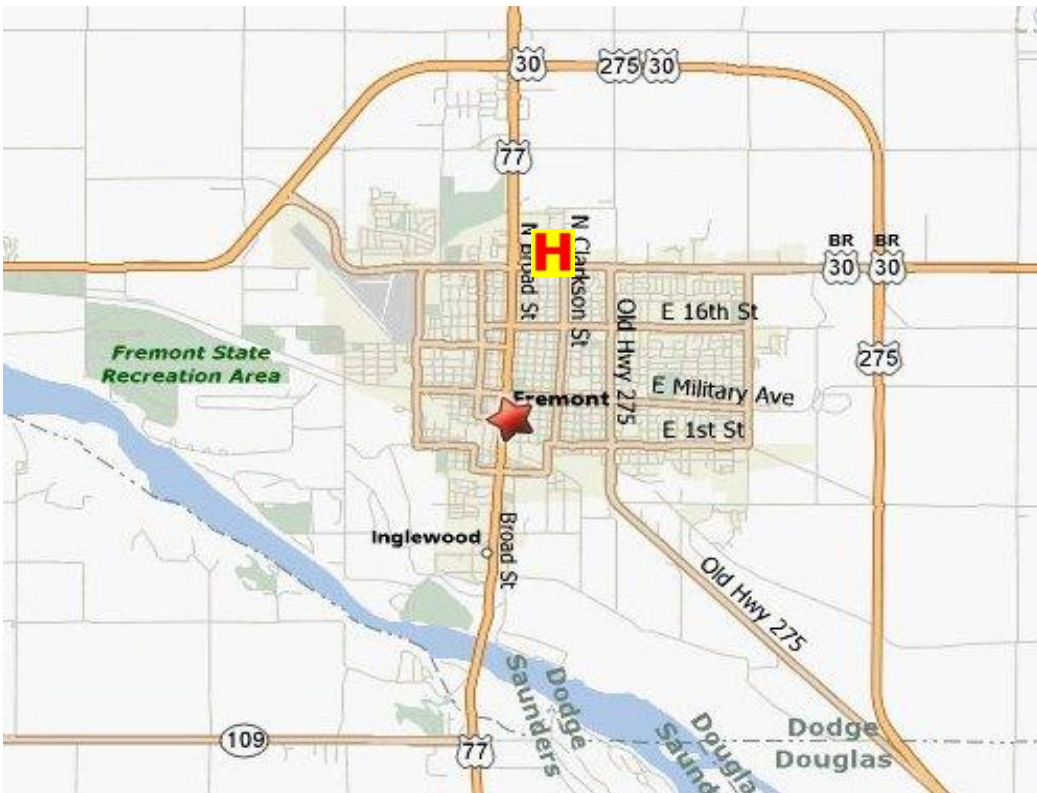 30
275
30
77
N Broad St
H
N Clarkson St
BR
30
BR
30
Old Hwy 275
E 16th St
275
Fremont State
Recreation Area
E Military Ave
Fremont
E 1st St
Inglewood
Broad St
Old Hwy 275
Dodge
Saunders
Douglas
Dodge
Douglas
109
77